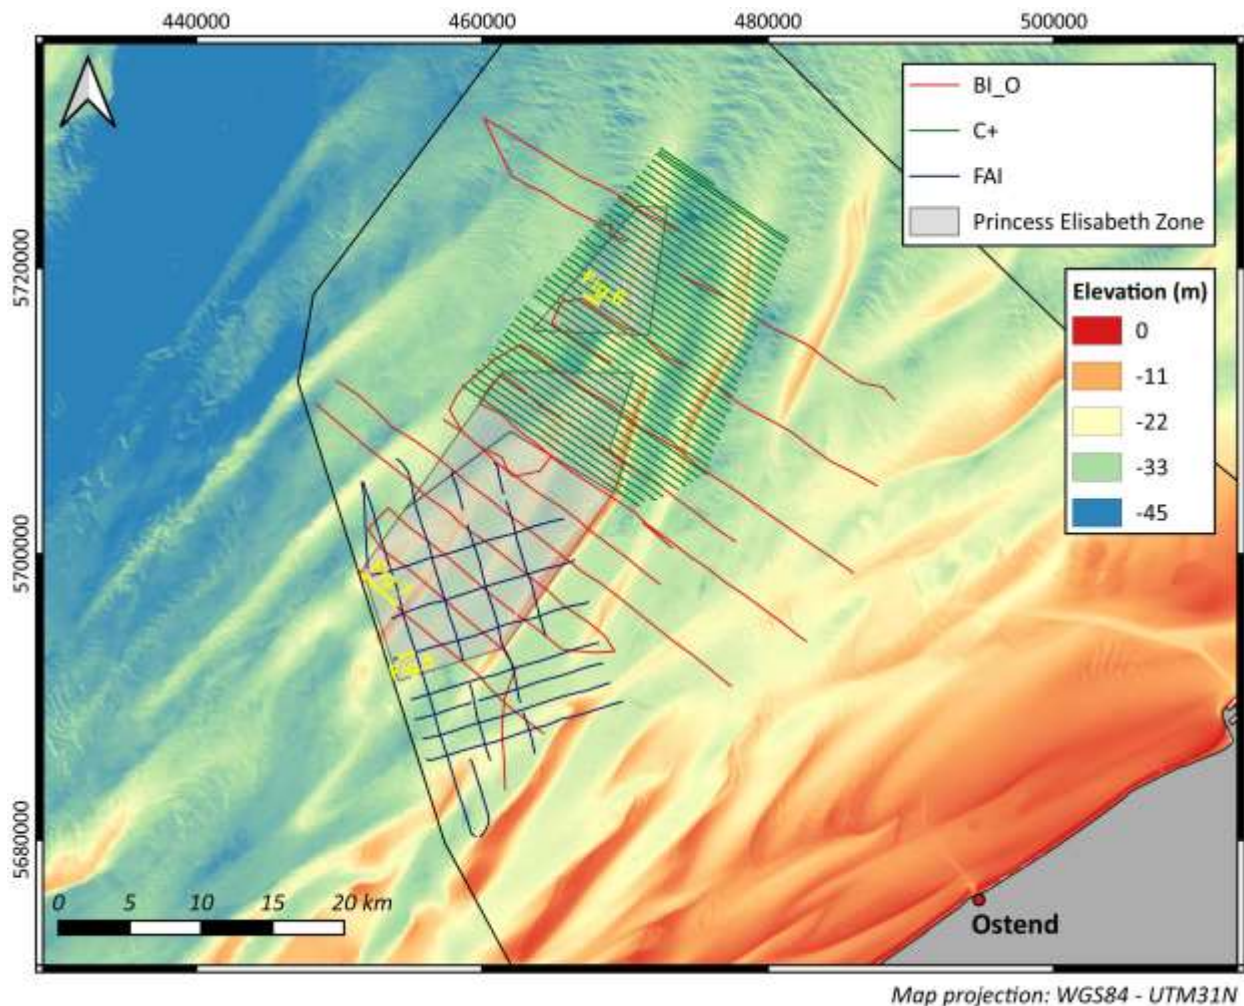 440000
460000
480000
500000
BI_O
C+
FAI
Princess Elisabeth Zone
5720000
Elevation (m)
0
-11
-22
-33
-45
5700000
5680000
0 5 10 15 20 km
Ostend
Map projection: WGS84 - UTM31N